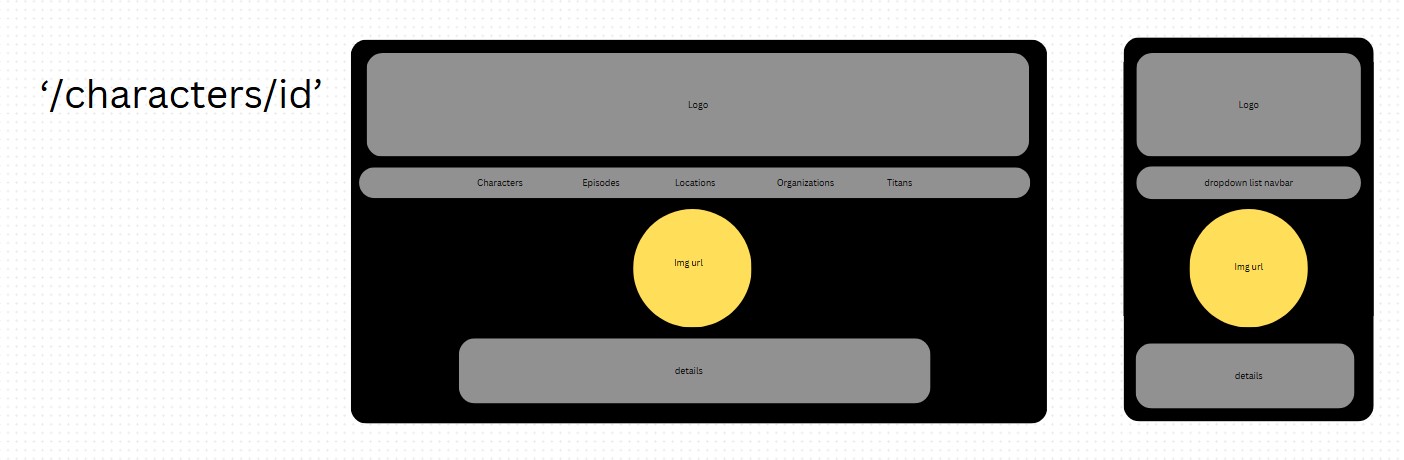 ‘/characters/id’
Logo
Characters Episodes Locations Organizations Titans
Img url
details
Logo
dropdown list navbar
Img url
details